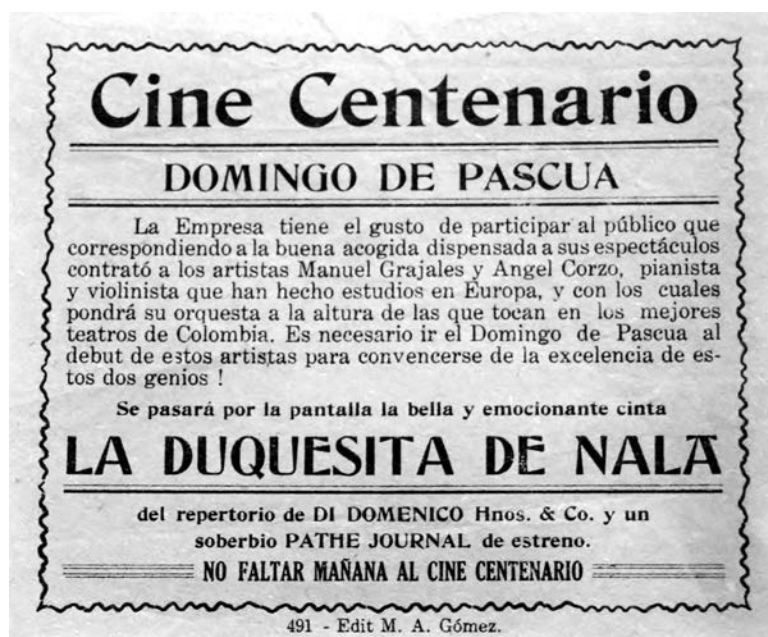 Cine Centenario
DOMINGO DE PASCUA
La Empresa tiene el gusto de participar al público que
correspondiendo a la buena acogida dispensada a sus espectáculos
contrató a los artistas Manuel Grajales y Angel Corzo, pianista
y violinista que han hecho estudios en Europa, y con los cuales
pondrá su orquesta a la altura de las que tocan en los mejores
teatros de Colombia. Es necesario ir el Domingo de Pascua al
debut de estos artistas para convencerse de la excelencia de es-
tos dos genios !
Se pasará por la pantalla la bella y emocionante cinta
LA DUQUESITA DE NALA
del repertorio de DI DOMENICO Hnos. & Co. y un
soberbio PATHE JOURNAL de estreno.
NO FALTAR MAÑANA AL CINE CENTENARIO
491 - Edit M. A. Gómez.